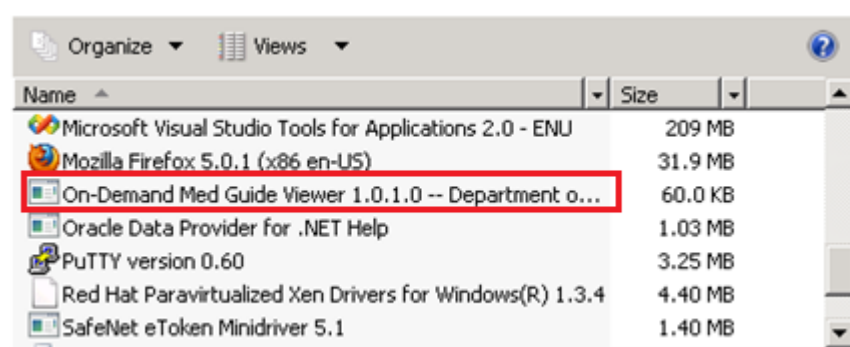 Organize Views ?
Name Size
Microsoft Visual Studio Tools for Applications 2.0 - ENU 209 MB
Mozilla Firefox 5.0.1 (x86 en-US) 31.9 MB
On-Demand Med Guide Viewer 1.0.1.0 -- Department o... 60.0 KB
Oracle Data Provider for .NET Help 1.03 MB
PuTTY version 0.60 3.25 MB
Red Hat Paravirtualized Xen Drivers for Windows(R) 1.3.4 4.40 MB
SafeNet eToken Minidriver 5.1 1.40 MB